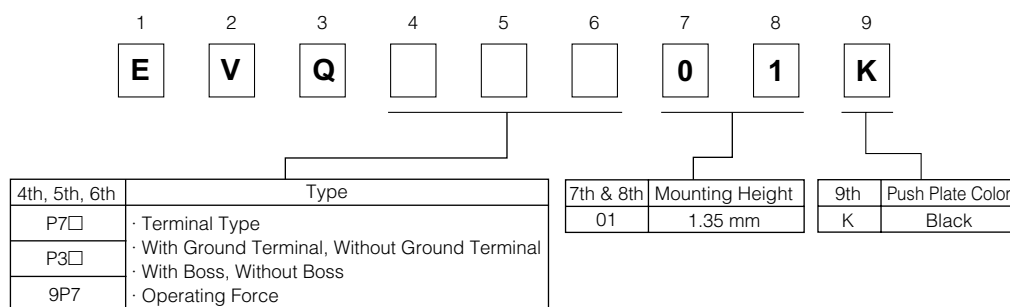 1 2 3 4 5 6 7 8 9
E V Q □ □ □ 0 1 K
4th, 5th, 6th Type
P7□
P3□
9P7
· Terminal Type
· With Ground Terminal, Without Ground Terminal
· With Boss, Without Boss
· Operating Force
7th & 8th Mounting Height
01 1.35 mm
9th Push Plate Color
K Black